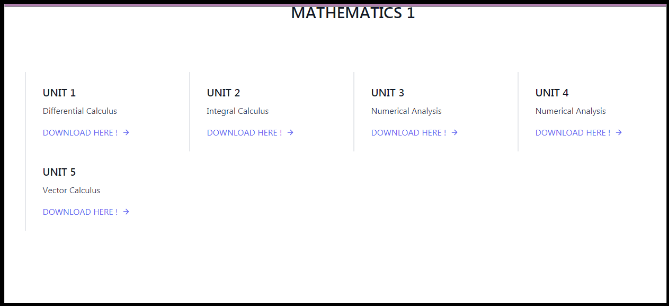 MATHEMATICS 1
UNIT 1
Differential Calculus
DOWNLOAD HERE ! →
UNIT 2
Integral Calculus
DOWNLOAD HERE ! →
UNIT 3
Numerical Analysis
DOWNLOAD HERE ! →
UNIT 4
Numerical Analysis
DOWNLOAD HERE ! →
UNIT 5
Vector Calculus
DOWNLOAD HERE ! →